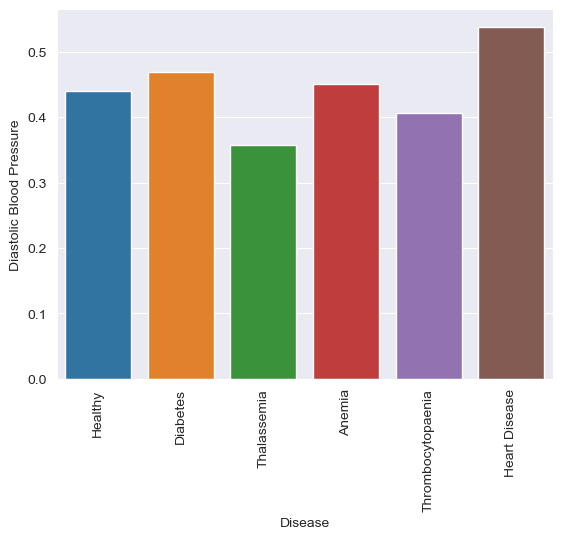 Diastolic Blood Pressure
0.5
0.4
0.3
0.2
0.1
0.0
Healthy
Diabetes
Thalassemia
Anemia
Thrombocytopaenia
Heart Disease
Disease